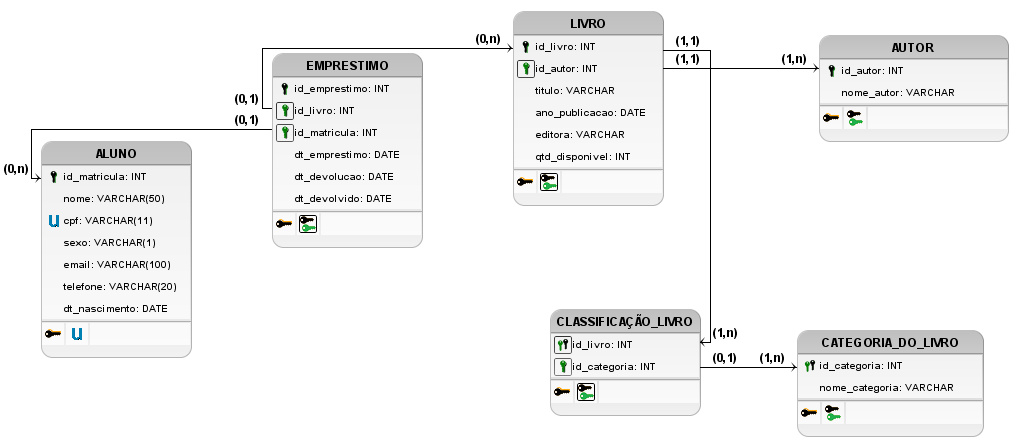 LIVRO
id_livro: INT
id_autor: INT
titulo: VARCHAR
ano_publicacao: DATE
editora: VARCHAR
qtd_disponivel: INT
(0,n)
(1,1)
(1,1)
(1,n)
AUTOR
id_autor: INT
nome_autor: VARCHAR
EMPRESTIMO
id_emprestimo: INT
id_livro: INT
id_matricula: INT
dt_emprestimo: DATE
dt_devolucao: DATE
dt_devolvido: DATE
(0,1)
(0,1)
(0,n)
ALUNO
id_matricula: INT
nome: VARCHAR(50)
u cpf: VARCHAR(11)
sexo: VARCHAR(1)
email: VARCHAR(100)
telefone: VARCHAR(20)
dt_nascimento: DATE
u
CLASSIFICAÇÃO_LIVRO
id_livro: INT
id_categoria: INT
(1,n)
(0,1)
(1,n)
CATEGORIA_DO_LIVRO
id_categoria: INT
nome_categoria: VARCHAR